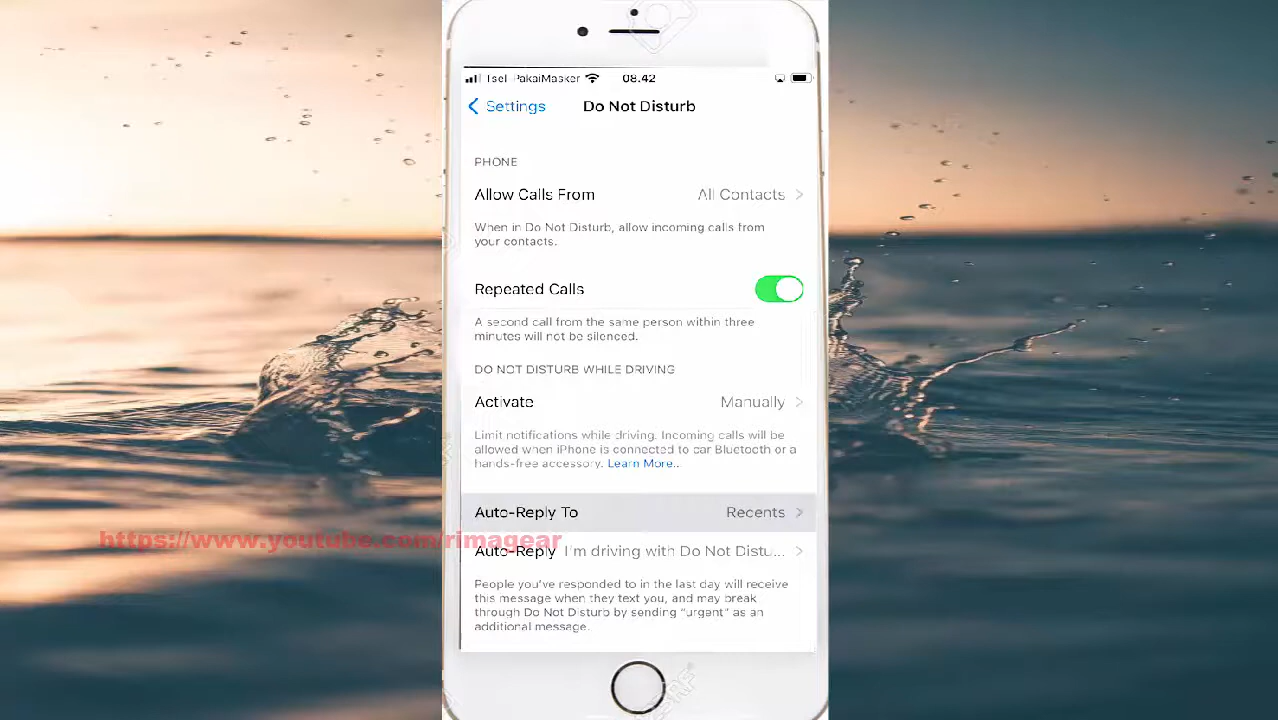 Tsel-PakaiMasker 08.42
Settings Do Not Disturb
PHONE
Allow Calls From All Contacts
When in Do Not Disturb, allow incoming calls from
your contacts.
Repeated Calls
A second call from the same person within three
minutes will not be silenced.
DO NOT DISTURB WHILE DRIVING
Activate Manually
Limit notifications while driving. Incoming calls will be
allowed when iPhone is connected to car Bluetooth or a
hands-free accessory. Learn More...
Auto-Reply To Recents
https://www.youtube.com/rimagear
Auto-Reply I'm driving with Do Not Distu...
People you've responded to in the last day will receive
this message when they text you, and may break
through Do Not Disturb by sending "urgent" as an
additional message.